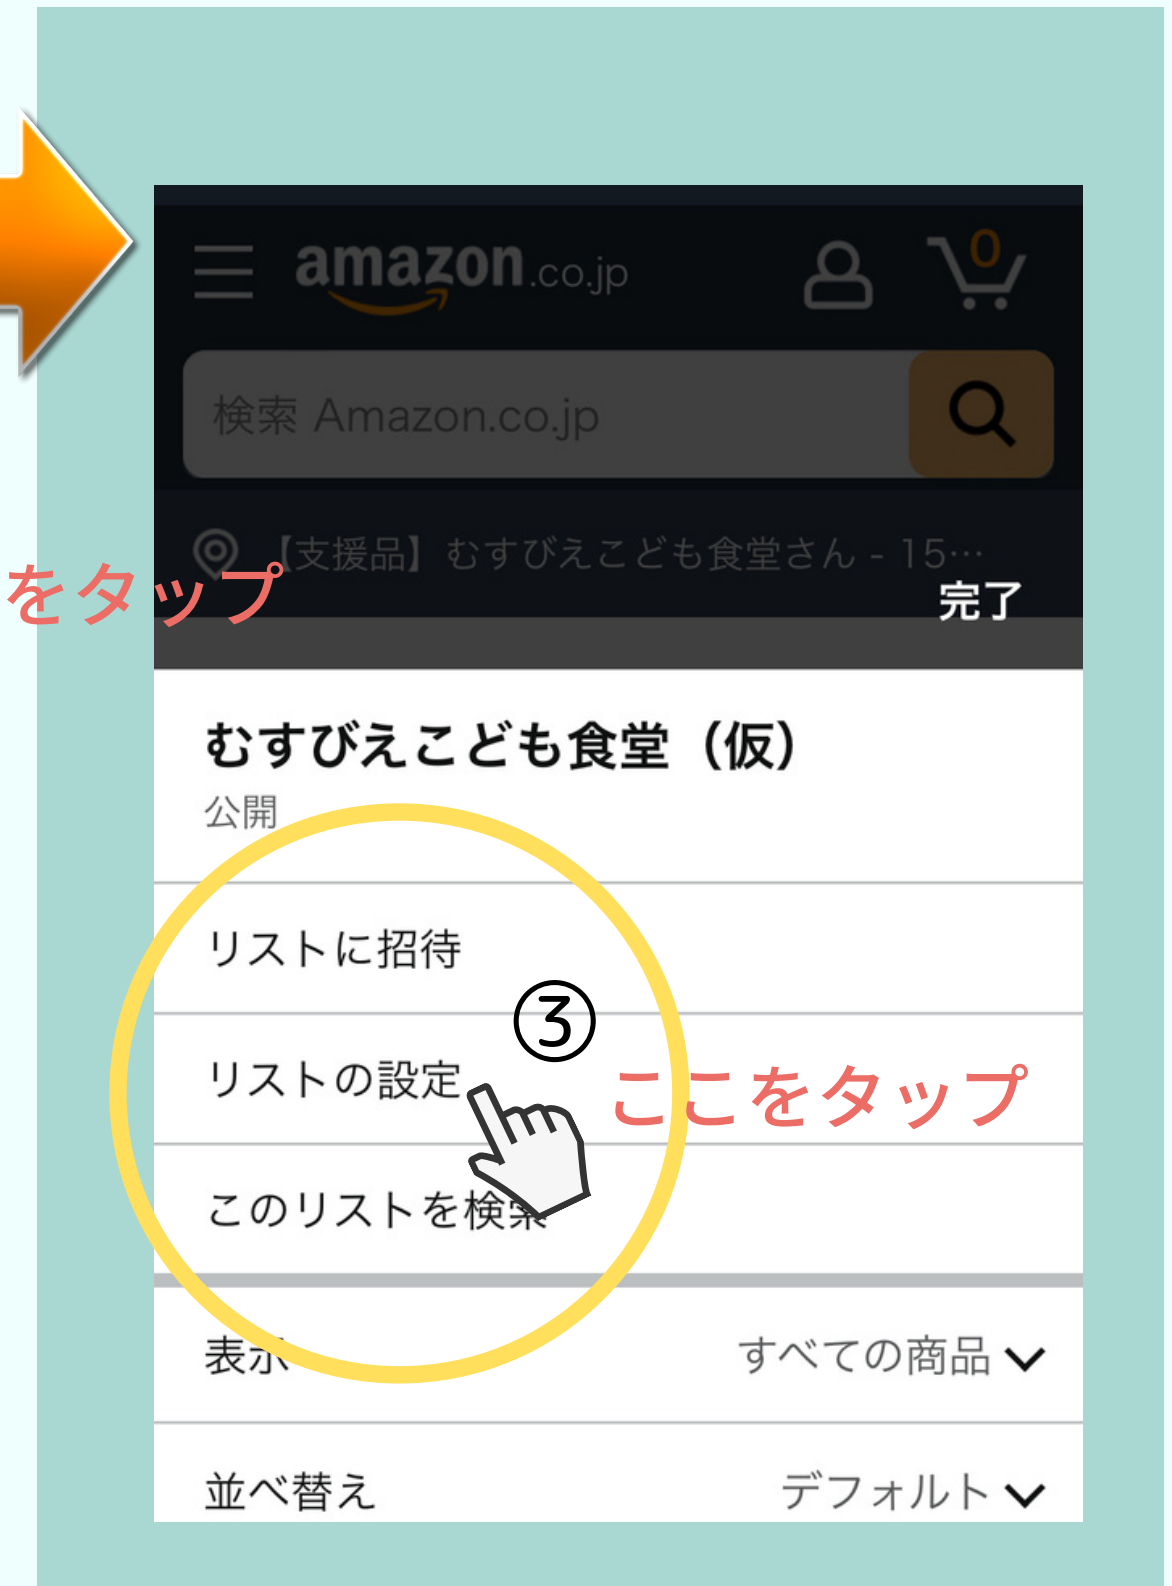 amazon.co.jp
0
検索 Amazon.co.jp
【支援品】むすびえこども食堂さん - 15…
をタップ
完了
むすびえこども食堂（仮）
公開
リストに招待
③
リストの設定
ここをタップ
このリストを検索
表示
すべての商品
並べ替え
デフォルト